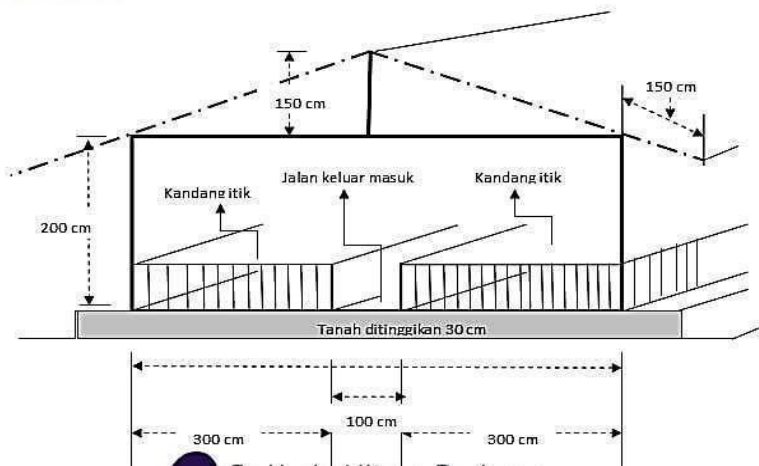 150 cm
150 cm
Kandang itik
Jalan keluar masuk
Kandang itik
200 cm
Tanah ditinggikan 30 cm
100 cm
300 cm
300 cm